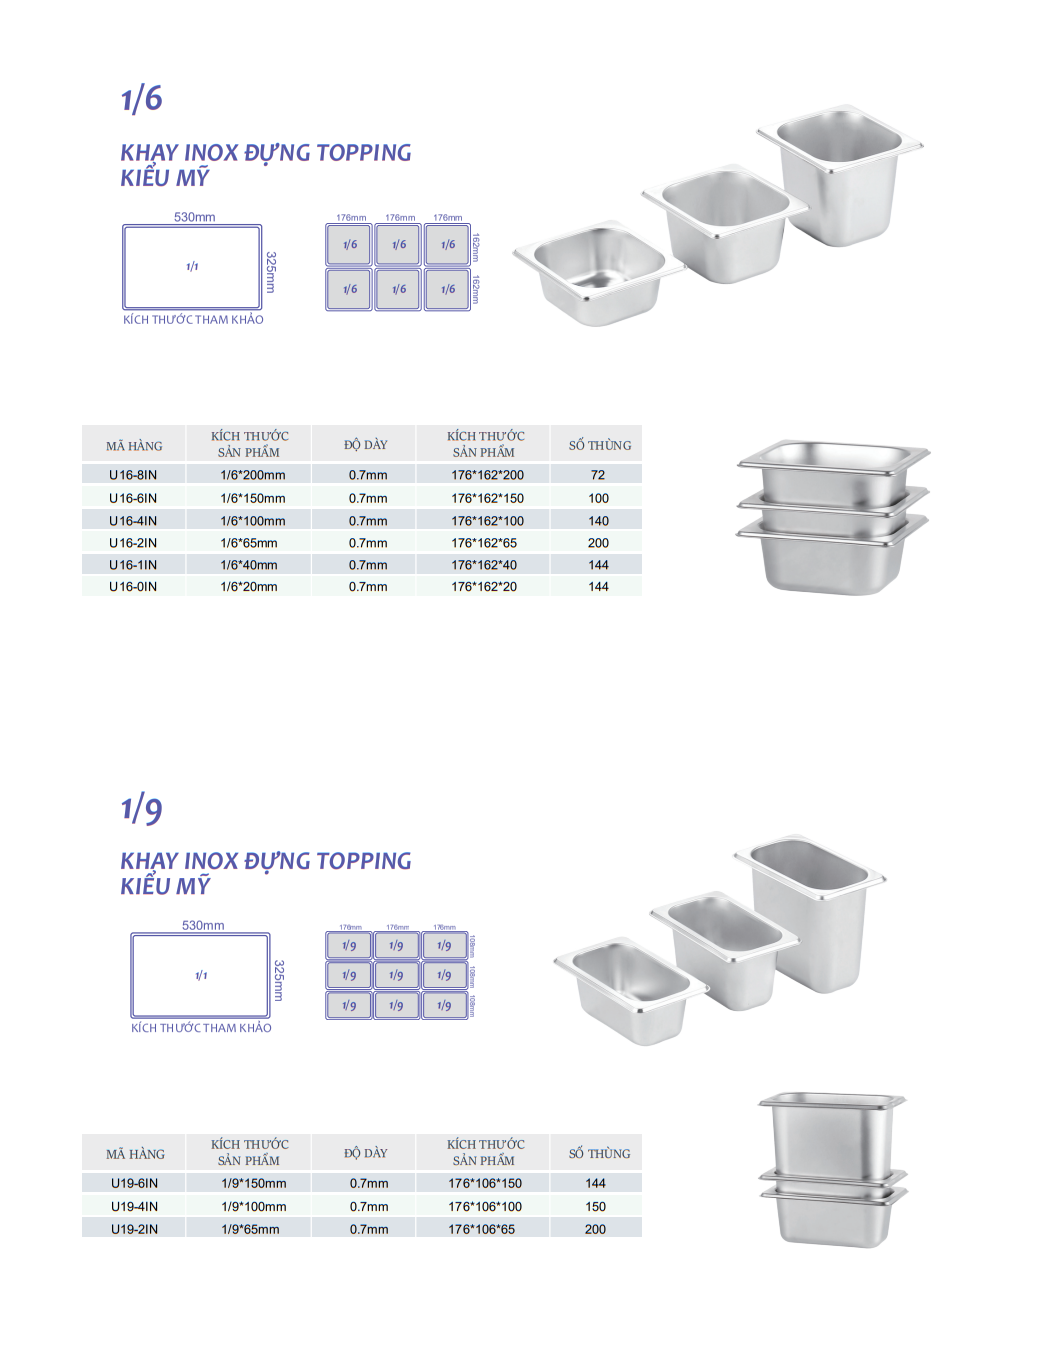 1/6
KHAY INOX ĐỰNG TOPPING
KIỂU MỸ
530mm
1/1
325mm
KÍCH THƯỚC THAM KHẢO
176mm 176mm 176mm
1/6 1/6 1/6
162mm
1/6 1/6 1/6
162mm
MÃ HÀNG KÍCH THƯỚC SẢN PHẨM ĐỘ DÀY KÍCH THƯỚC SẢN PHẨM SỐ THÙNG
U16-8IN 1/6*200mm 0.7mm 176*162*200 72
U16-6IN 1/6*150mm 0.7mm 176*162*150 100
U16-4IN 1/6*100mm 0.7mm 176*162*100 140
U16-2IN 1/6*65mm 0.7mm 176*162*65 200
U16-1IN 1/6*40mm 0.7mm 176*162*40 144
U16-0IN 1/6*20mm 0.7mm 176*162*20 144
1/9
KHAY INOX ĐỰNG TOPPING
KIỂU MỸ
530mm
1/1
325mm
KÍCH THƯỚC THAM KHẢO
176mm 176mm 176mm
1/9 1/9 1/9
108mm
1/9 1/9 1/9
108mm
1/9 1/9 1/9
108mm
MÃ HÀNG KÍCH THƯỚC SẢN PHẨM ĐỘ DÀY KÍCH THƯỚC SẢN PHẨM SỐ THÙNG
U19-6IN 1/9*150mm 0.7mm 176*106*150 144
U19-4IN 1/9*100mm 0.7mm 176*106*100 150
U19-2IN 1/9*65mm 0.7mm 176*106*65 200